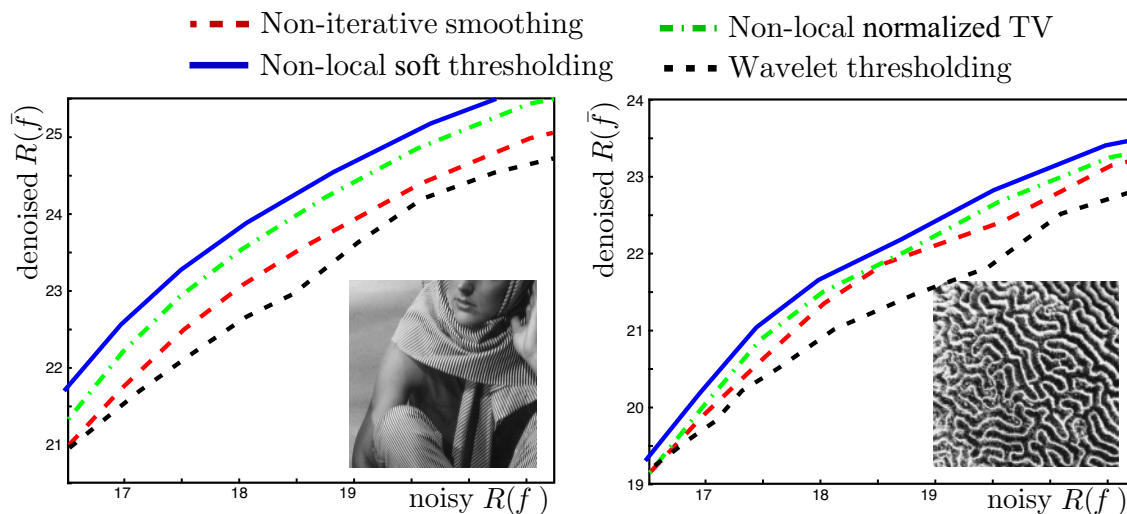 Non-iterative smoothing
Non-local normalized TV
Non-local soft thresholding
Wavelet thresholding
denoised R(f̄)
25
24
23
22
21
17
18
19
noisy R(f )
denoised R(f̄)
24
23
22
21
20
19
17
18
19
noisy R(f )